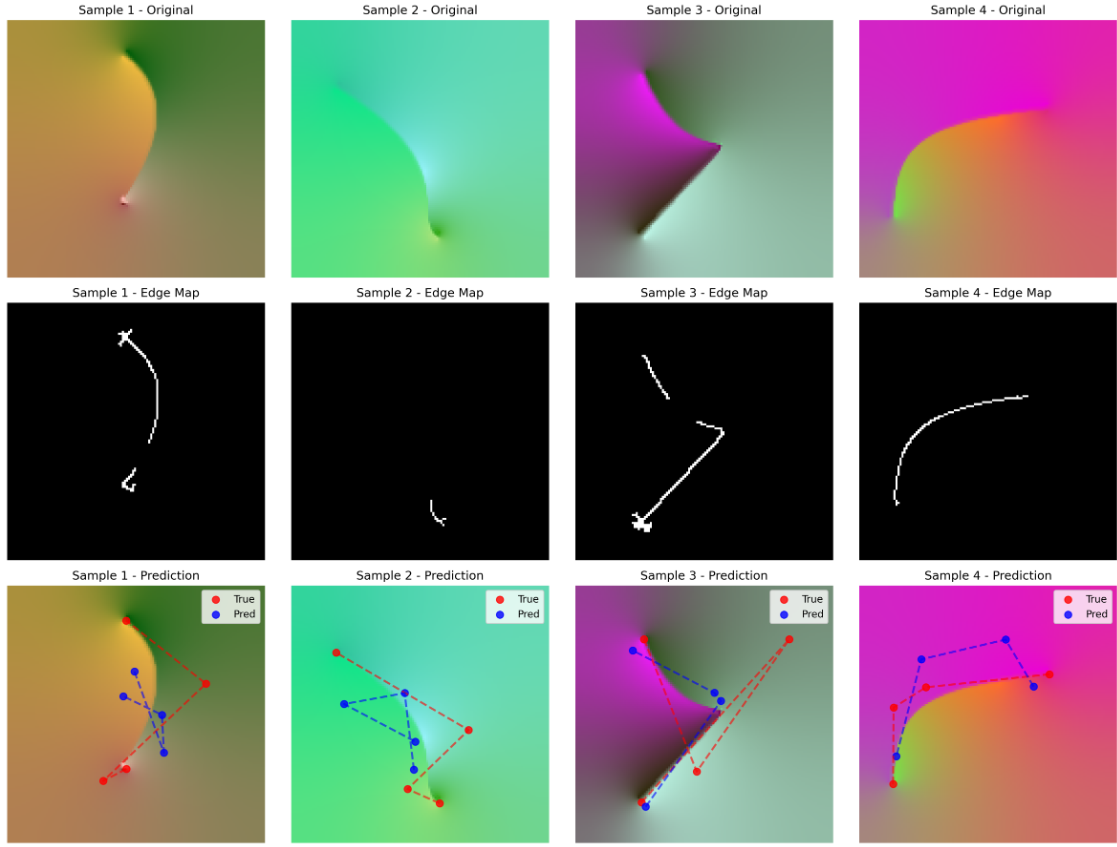 Sample 1 - Original
Sample 2 - Original
Sample 3 - Original
Sample 4 - Original
Sample 1 - Edge Map
Sample 2 - Edge Map
Sample 3 - Edge Map
Sample 4 - Edge Map
Sample 1 - Prediction
Sample 2 - Prediction
Sample 3 - Prediction
Sample 4 - Prediction
True
Pred
True
Pred
True
Pred
True
Pred